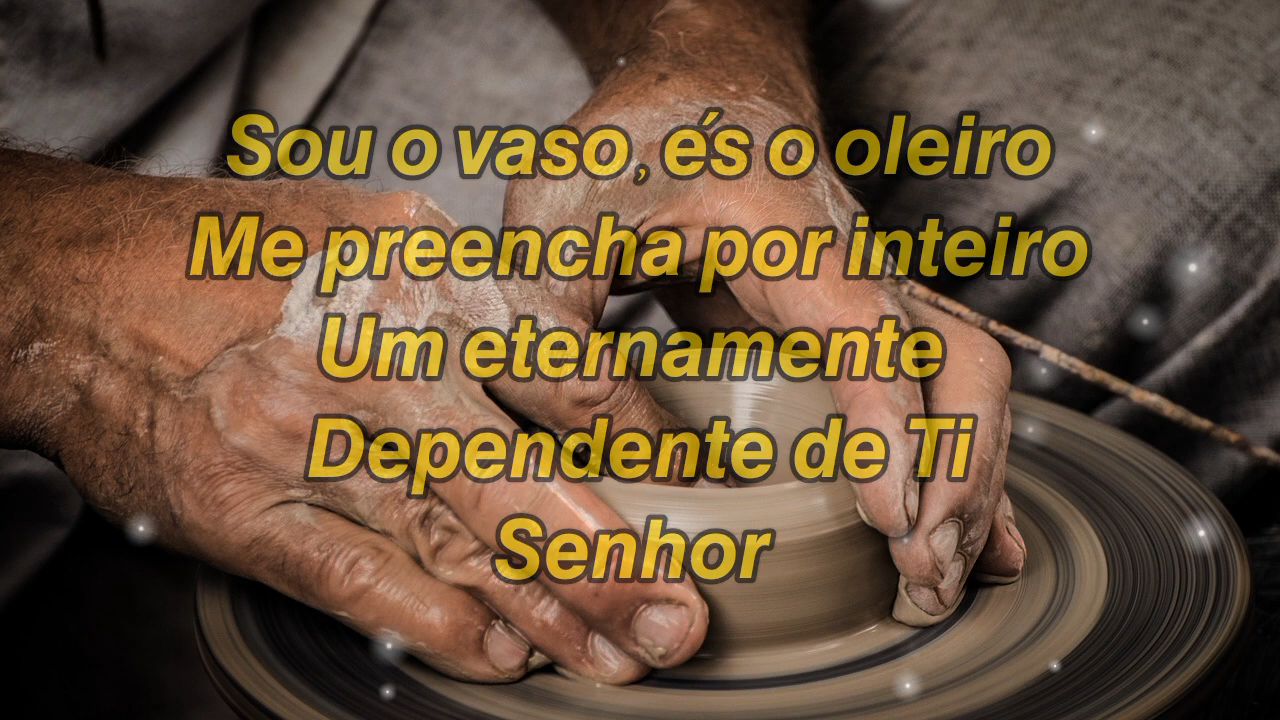 Sou o vaso, és o oleiro
Me preencha por inteiro
Um eternamente
Dependente de Ti
Senhor